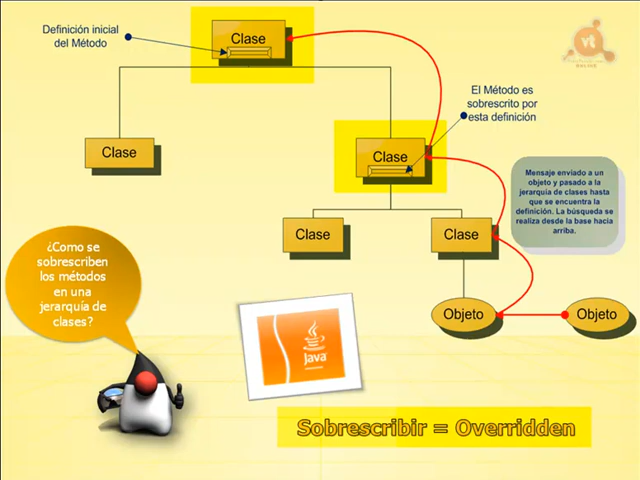 Definición inicial
del Método
Clase
vt
El Método es
sobrescrito por
esta definición
Clase
Clase
Mensaje enviado a un
objeto y pasado a la
jerarquía de clases hasta
que se encuentra la
definición. La búsqueda se
realiza desde la base hacia
arriba.
Clase
Clase
¿Como se
sobrescriben
los métodos
en una
jerarquía de
clases?
Objeto
Objeto
Java
Sobrescribir = Overridden